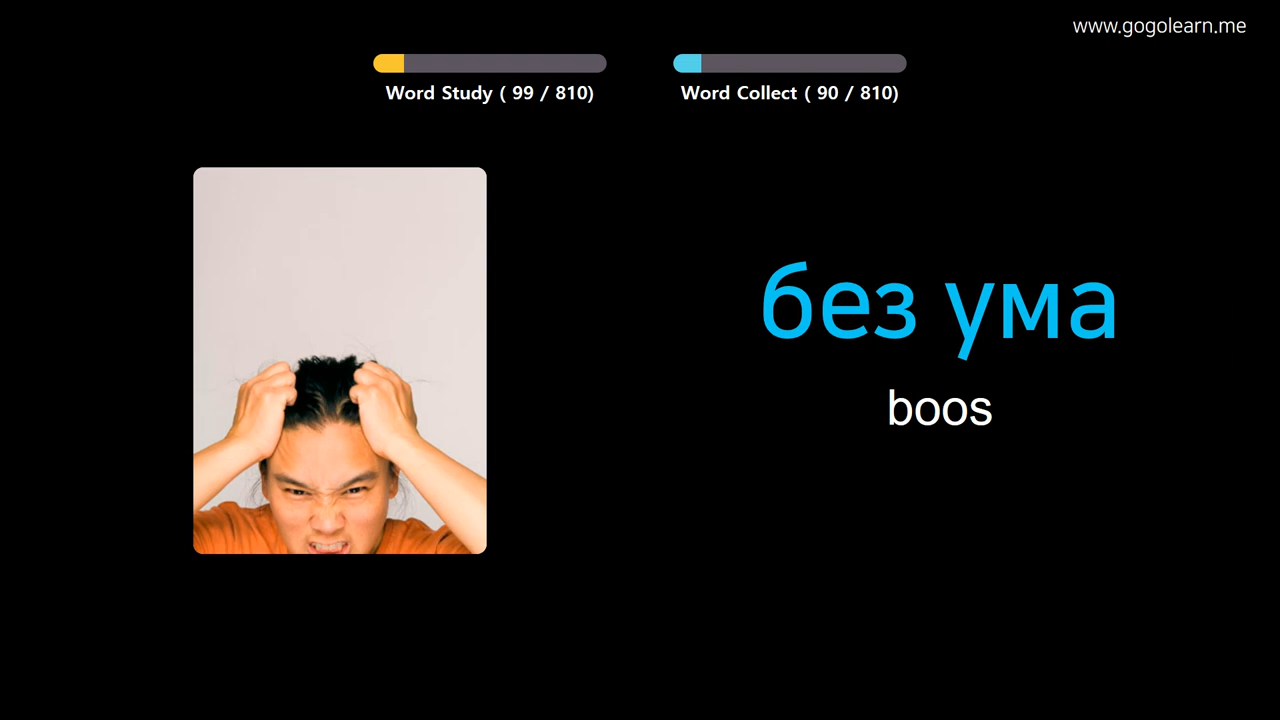 www.gogolearn.me
Word Study ( 99 / 810)
Word Collect ( 90 / 810)
без ума
boos